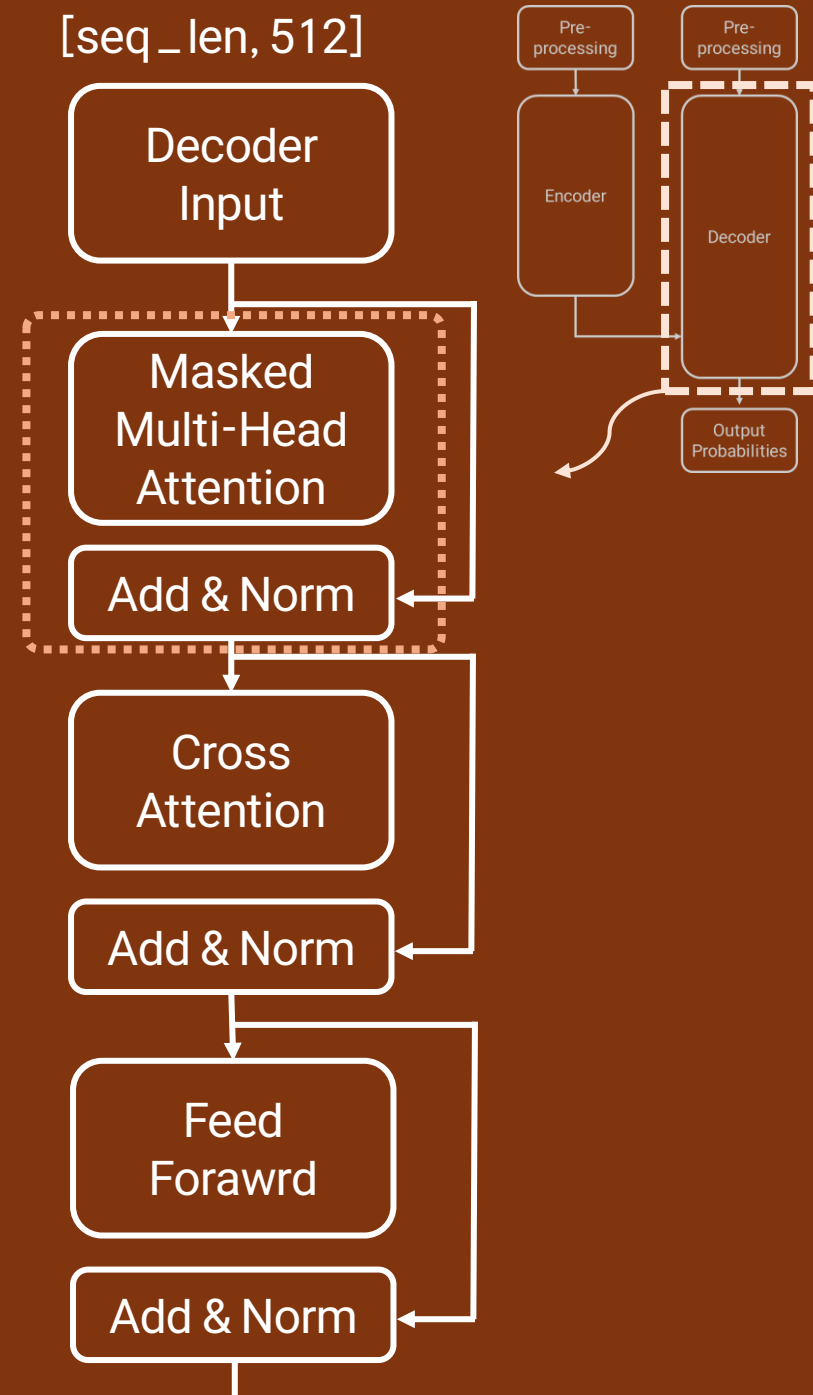 [seq_len, 512]
Decoder
Input
Masked
Multi-Head
Attention
Add & Norm
Cross
Attention
Add & Norm
Feed
Forawrd
Add & Norm
Pre-
processing
Pre-
processing
Encoder
Decoder
Output
Probabilities